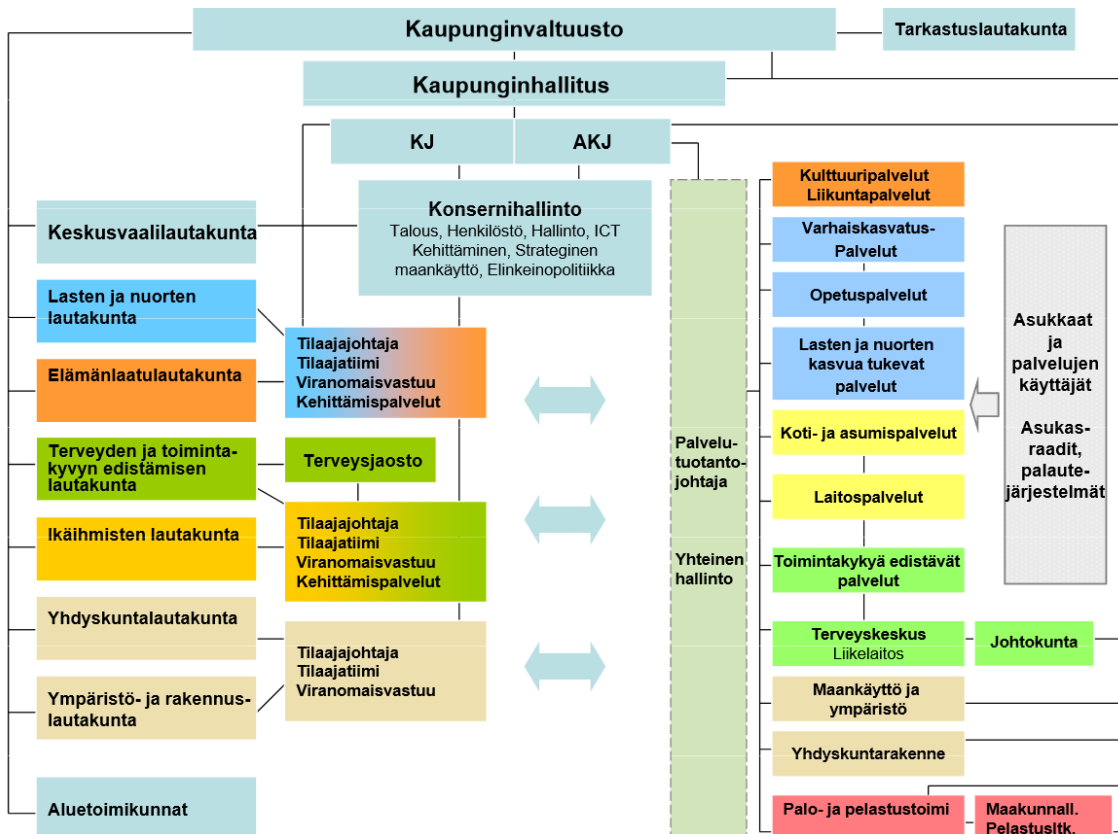 Kaupunginvaltuusto
Tarkastuslautakunta
Kaupunginhallitus
KJ
AKJ
Konsernihallinto
Talous, Henkilöstö, Hallinto, ICT
Kehittäminen, Strateginen
maankäyttö, Elinkeinopolitiikka
Keskusvaalilautakunta
Lasten ja nuorten
lautakunta
Elämänlaatulautakunta
Terveyden ja toiminta-
kyvyn edistämisen
lautakunta
Ikäihmisten lautakunta
Yhdyskuntalautakunta
Ympäristö- ja rakennus-
lautakunta
Aluetoimikunnat
Tilaajajohtaja
Tilaajatiimi
Viranomaisvastuu
Kehittämispalvelut
Terveysjaosto
Tilaajajohtaja
Tilaajatiimi
Viranomaisvastuu
Kehittämispalvelut
Tilaajajohtaja
Tilaajatiimi
Viranomaisvastuu
Palvelu-
tuotanto-
johtaja
Yhteinen
hallinto
Kulttuuripalvelut
Liikuntapalvelut
Varhaiskasvatus-
Palvelut
Opetuspalvelut
Lasten ja nuorten
kasvua tukevat
palvelut
Koti- ja asumispalvelut
Laitospalvelut
Toimintakykyä edistävät
palvelut
Terveyskeskus
Liikelaitos
Johtokunta
Maankäyttö ja
ympäristö
Yhdyskuntarakenne
Palo- ja pelastustoimi
Maakunnall.
Pelastusltk.
Asukkaat
ja
palvelujen
käyttäjät
Asukas-
raadit,
palaute-
järjestelmät